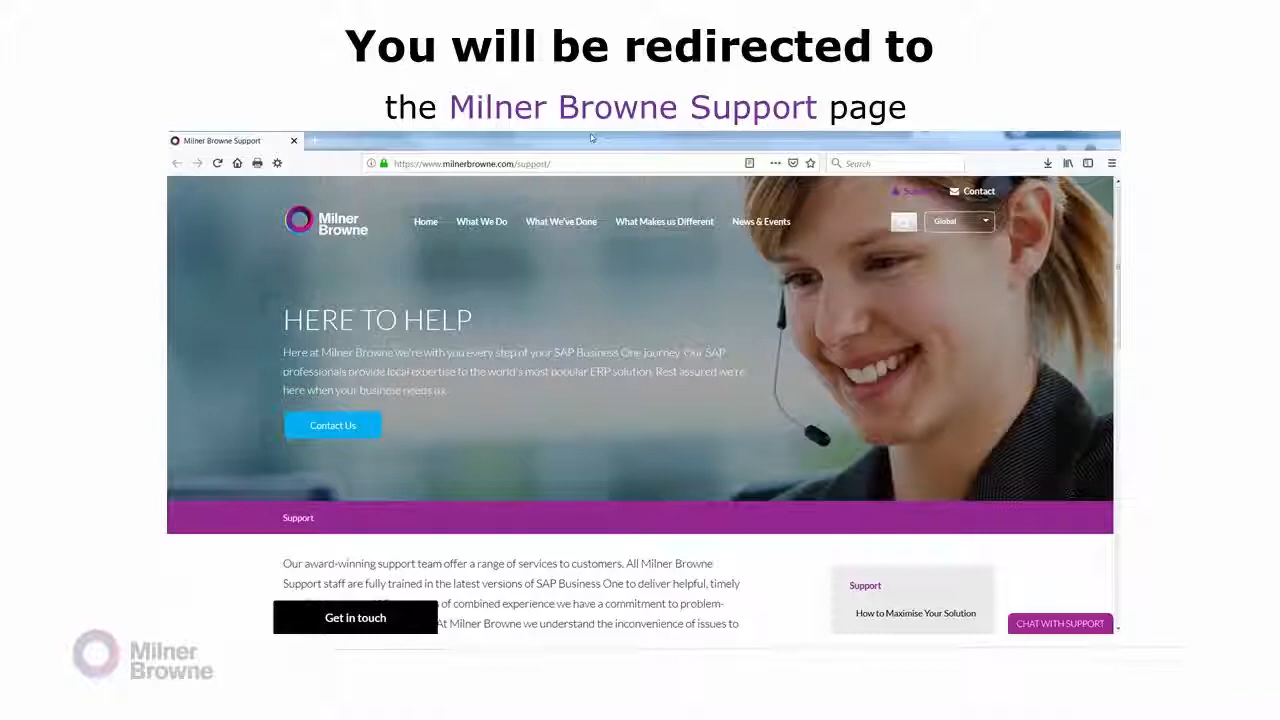 You will be redirected to
the Milner Browne Support page
Milner Browne Support
https://www.milnerbrowne.com/support/
Search
Support
Contact
Milner
Browne
Home
What We Do
What We've Done
What Makes us Different
News & Events
Global
HERE TO HELP
Here at Milner Browne we're with you every step of your SAP Business One journey. Our SAP
professionals provide local expertise to the world's most popular ERP solution. Rest assured we're
here when your business needs us.
Contact Us
Support
Our award-winning support team offer a range of services to customers. All Milner Browne
Support staff are fully trained in the latest versions of SAP Business One to deliver helpful, timely
of combined experience we have a commitment to problem-
At Milner Browne we understand the inconvenience of issues to
Get in touch
Support
How to Maximise Your Solution
CHAT WITH SUPPORT
Milner
Browne